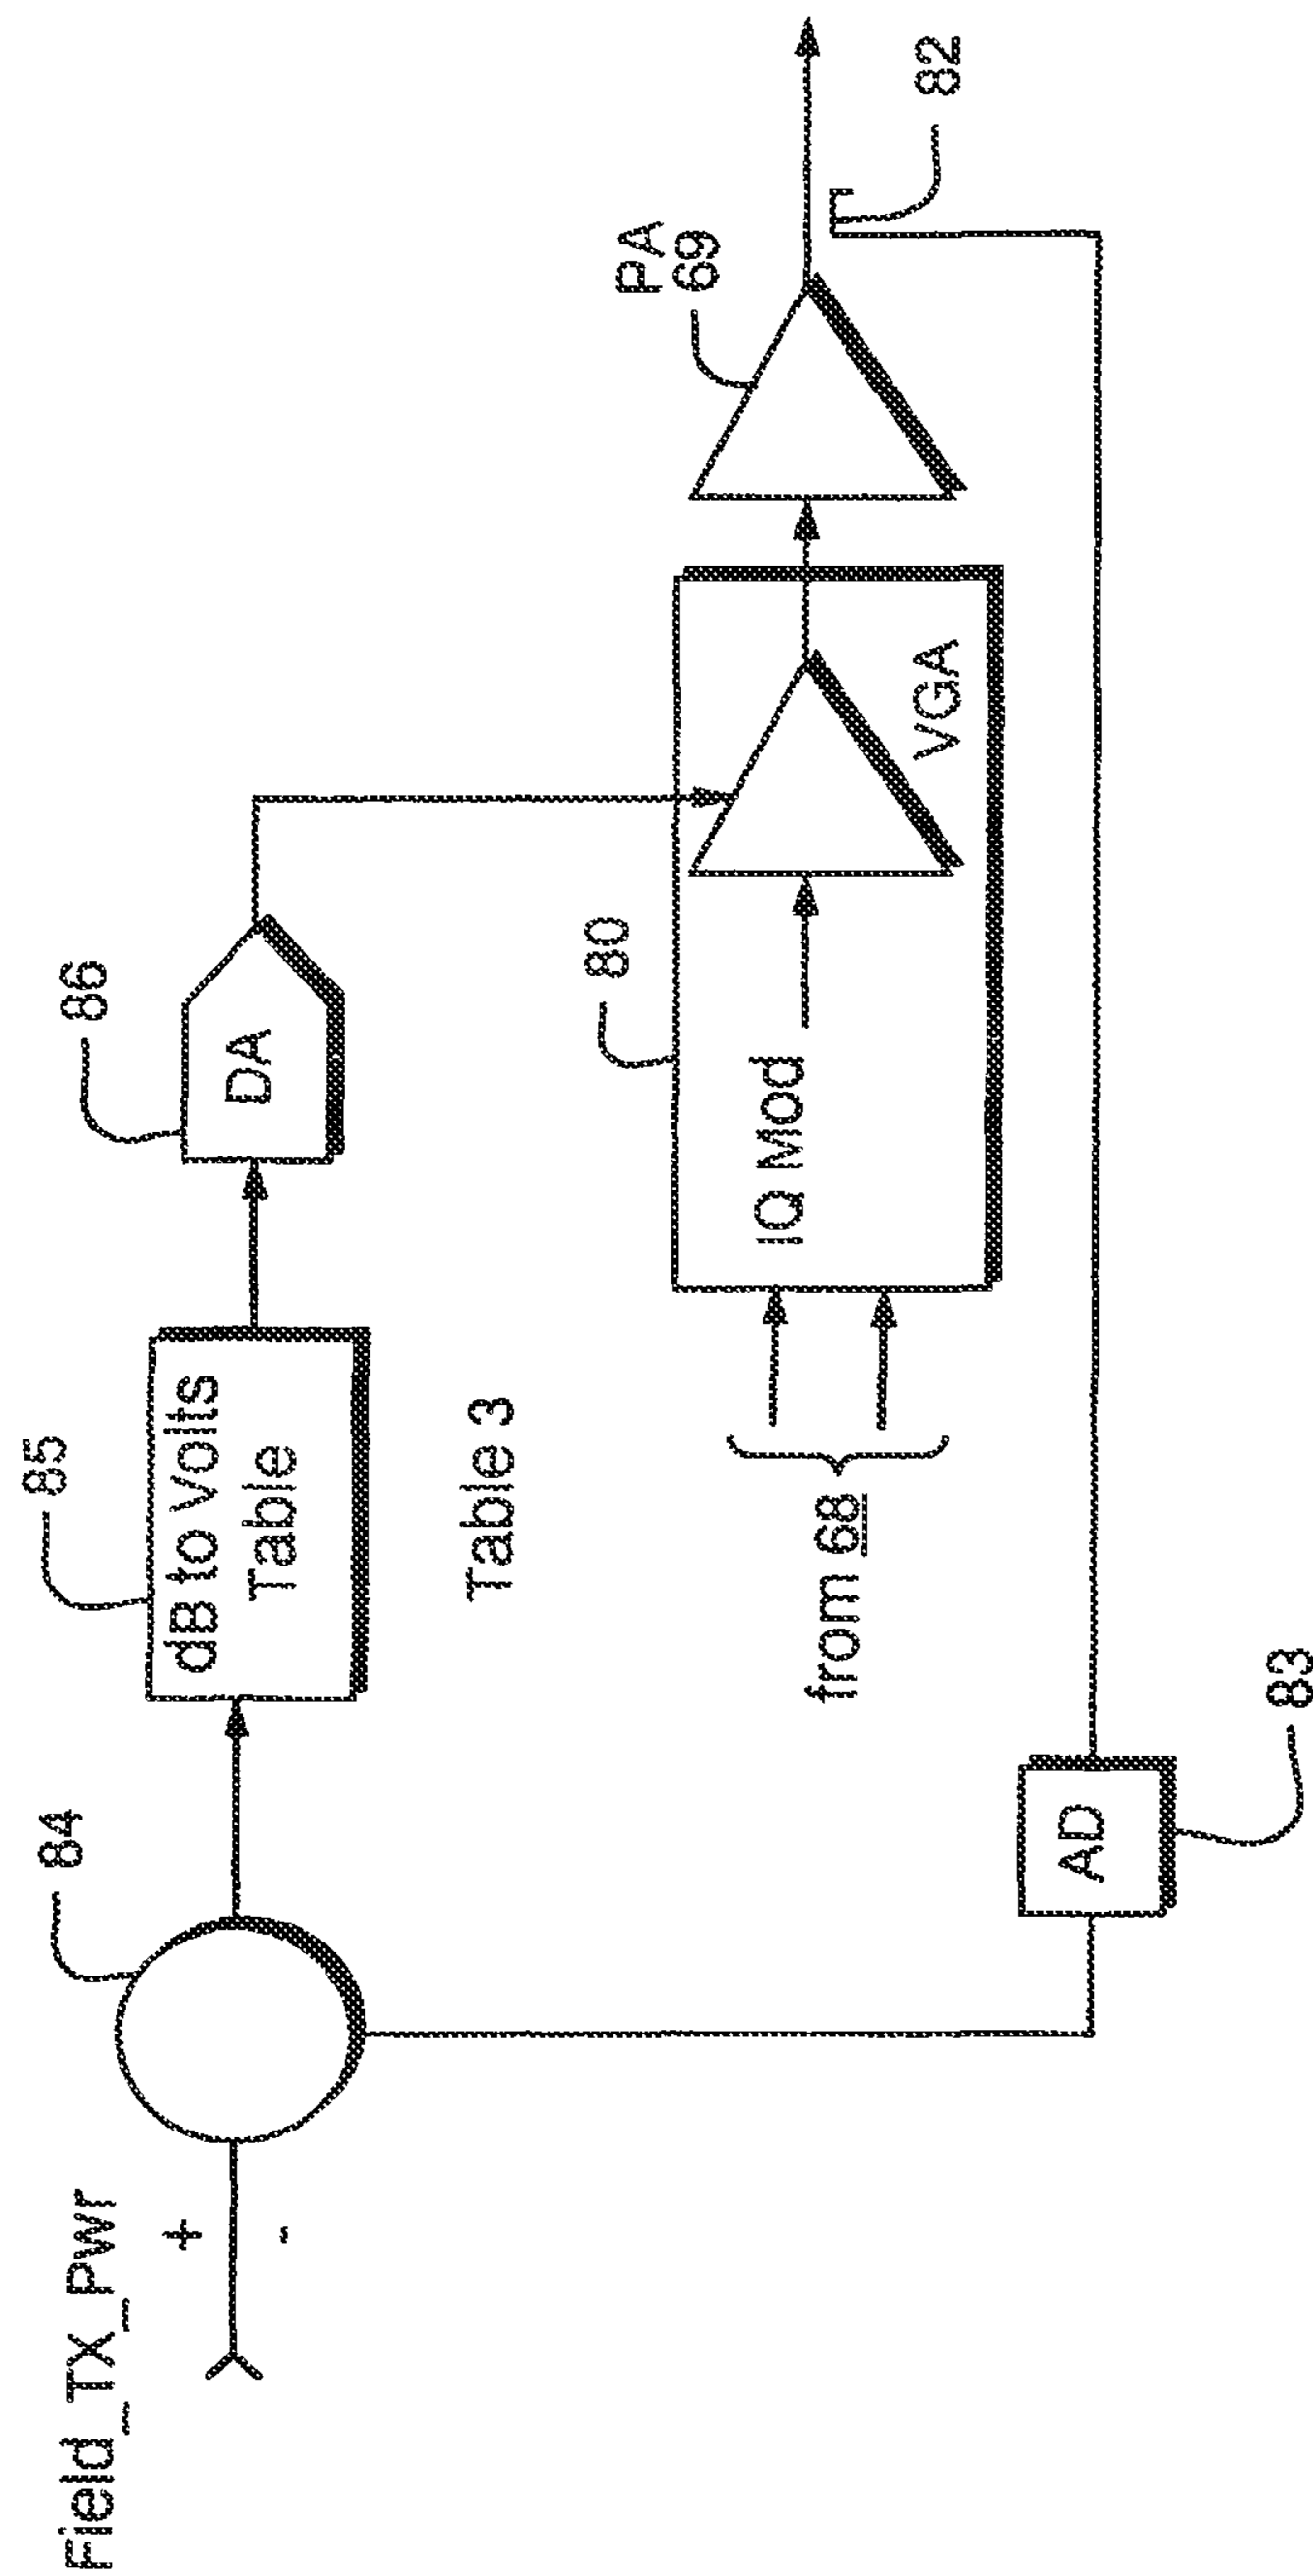 Field_TX_Pwr
+
-
84
85
dB to Volts
Table
86
DA
Table 3
from 68
80
IQ Mod
VGA
PA
69
82
AD
83